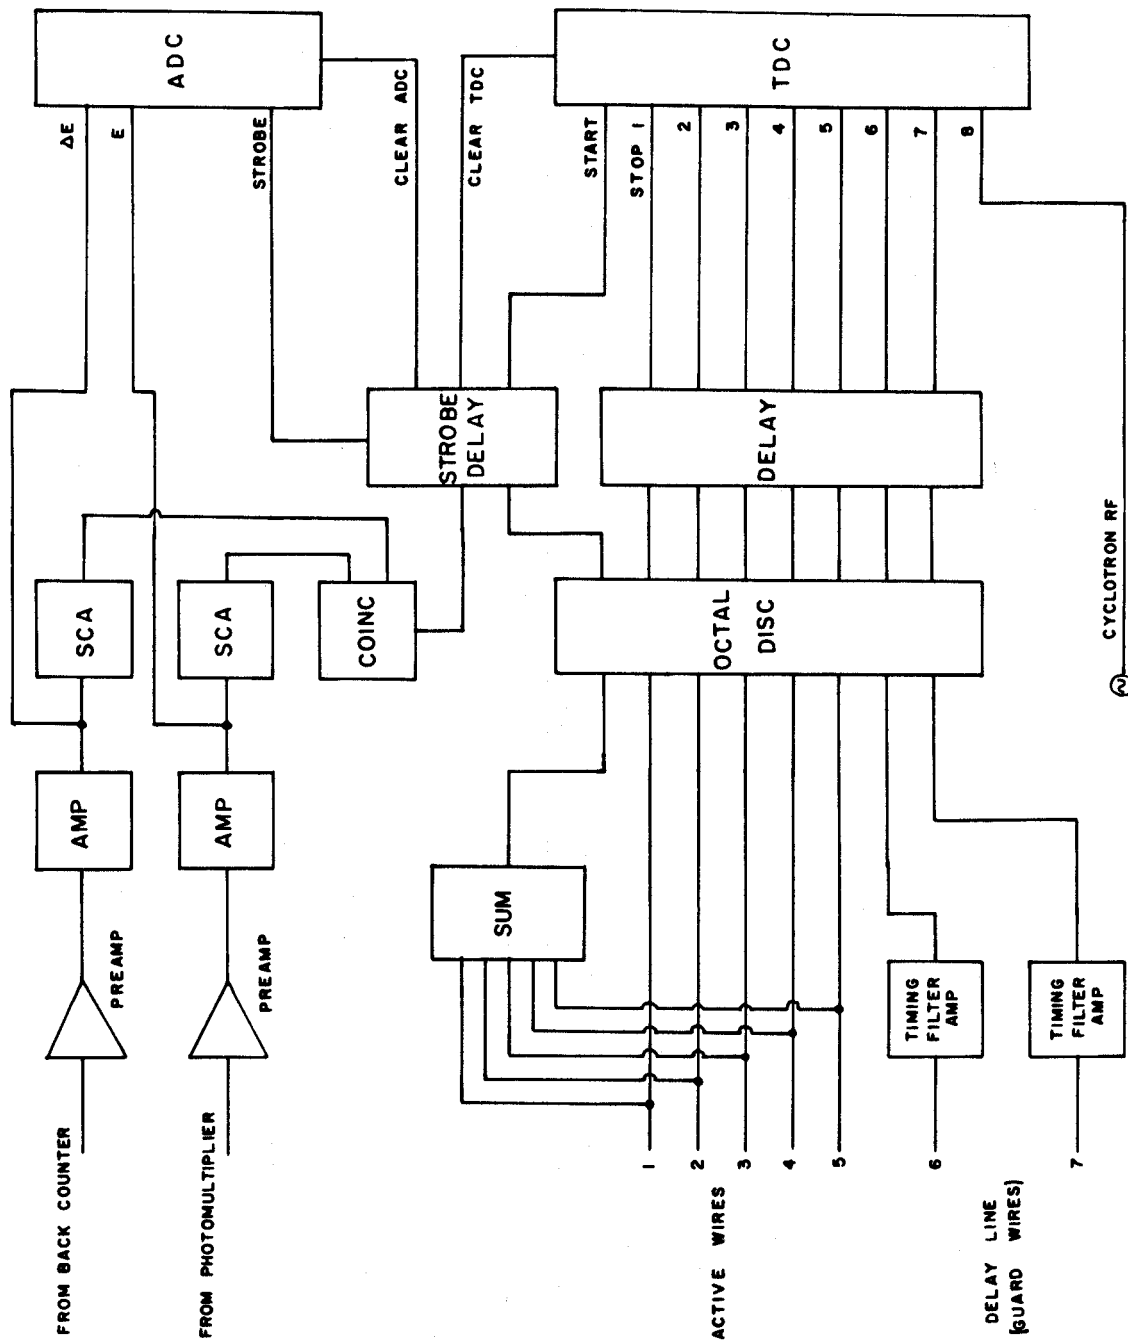 FROM BACK COUNTER
PREAMP
AMP
SCA
ΔE
ADC
FROM PHOTOMULTIPLIER
PREAMP
AMP
SCA
E
STROBE
COINC
CLEAR ADC
STROBE
DELAY
CLEAR TDC
SUM
START
ACTIVE WIRES
1
2
3
4
5
OCTAL
DISC
DELAY
STOP 1
2
3
4
5
6
7
8
TDC
6
TIMING
FILTER
AMP
DELAY LINE
(GUARD WIRES)
7
TIMING
FILTER
AMP
CYCLOTRON RF